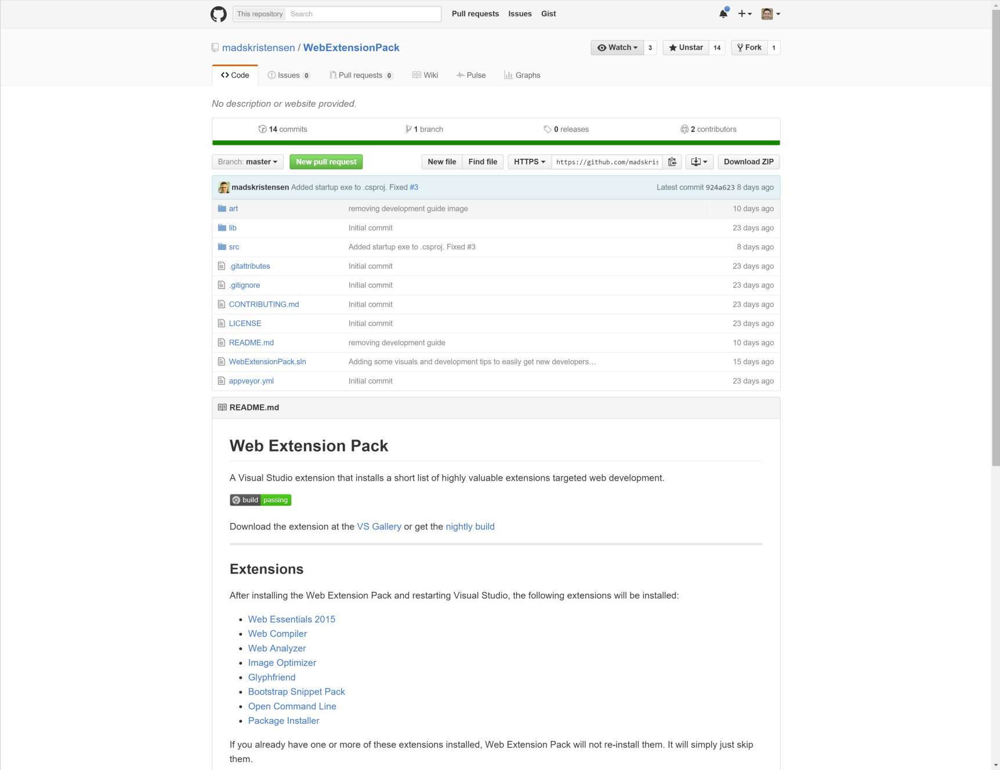 This repository Search Pull requests Issues Gist
madskristensen / WebExtensionPack Watch 3 Unstar 14 Fork 1
Code Issues 0 Pull requests 0 Wiki Pulse Graphs
No description or website provided.
14 commits 1 branch 0 releases 2 contributors
Branch: master New pull request New file Find file HTTPS https://github.com/madskris Download ZIP
madskristensen Added startup exe to .csproj. Fixed #3 Latest commit 924a623 8 days ago
art removing development guide image 10 days ago
lib Initial commit 23 days ago
src Added startup exe to .csproj. Fixed #3 8 days ago
.gitattributes Initial commit 23 days ago
.gitignore Initial commit 23 days ago
CONTRIBUTING.md Initial commit 23 days ago
LICENSE Initial commit 23 days ago
README.md removing development guide 10 days ago
WebExtensionPack.sln Adding some visuals and development tips to easily get new developers… 15 days ago
appveyor.yml Initial commit 23 days ago
README.md
Web Extension Pack
A Visual Studio extension that installs a short list of highly valuable extensions targeted web development.
build passing
Download the extension at the VS Gallery or get the nightly build
Extensions
After installing the Web Extension Pack and restarting Visual Studio, the following extensions will be installed:
• Web Essentials 2015
• Web Compiler
• Web Analyzer
• Image Optimizer
• Glyphfriend
• Bootstrap Snippet Pack
• Open Command Line
• Package Installer
If you already have one or more of these extensions installed, Web Extension Pack will not re-install them. It will simply just skip
them.